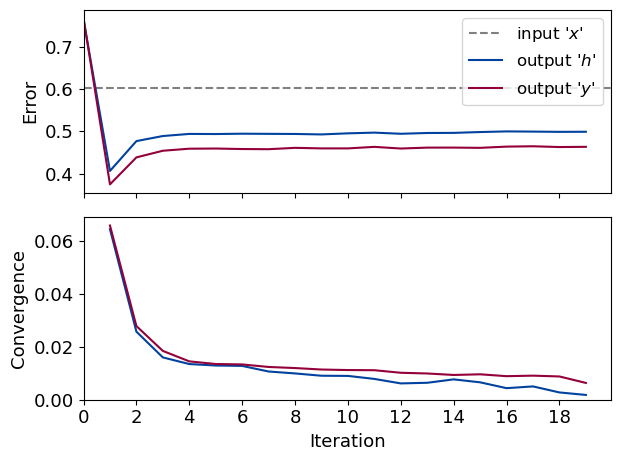 0.7
0.6
0.5
0.4
Error
input 'x'
output 'h'
output 'y'
0.06
0.04
0.02
0.00
Convergence
0 2 4 6 8 10 12 14 16 18
Iteration